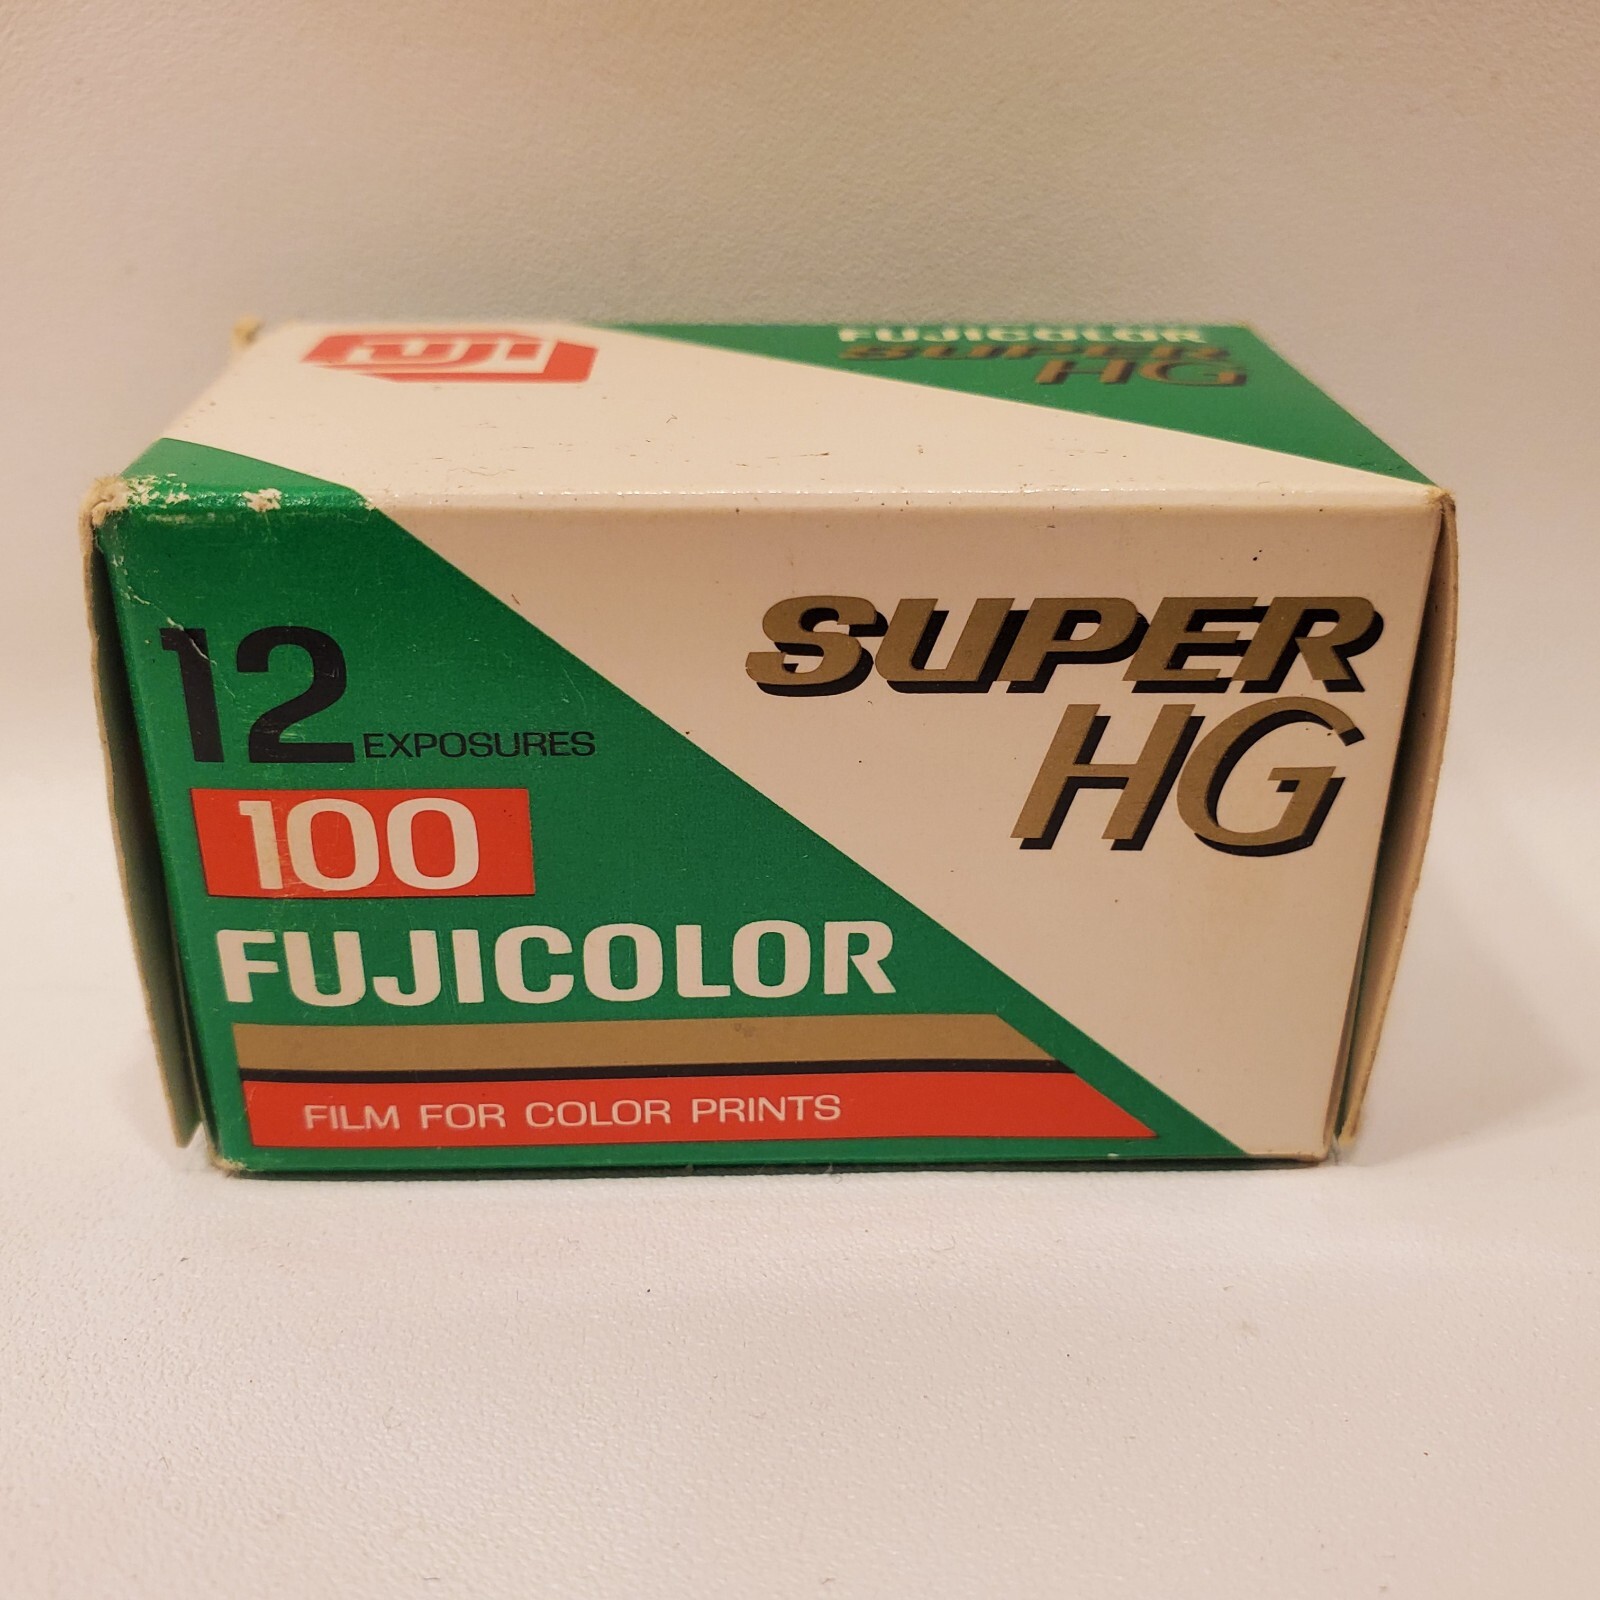 FUJI
FUJICOLOR
SUPER
HG
12 EXPOSURES
100
FUJICOLOR
FILM FOR COLOR PRINTS
SUPER
HG